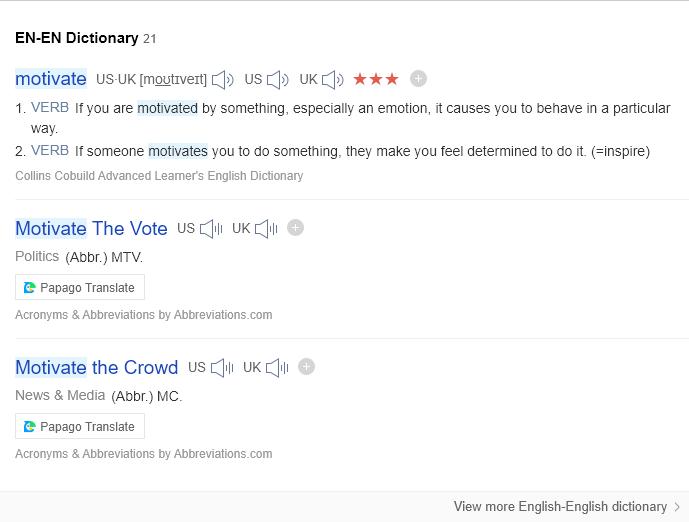 EN-EN Dictionary 21
motivate US·UK [moʊtɪveɪt] US UK ★★★
1. VERB If you are motivated by something, especially an emotion, it causes you to behave in a particular
way.
2. VERB If someone motivates you to do something, they make you feel determined to do it. (=inspire)
Collins Cobuild Advanced Learner's English Dictionary
Motivate The Vote US UK
Politics (Abbr.) MTV.
Papago Translate
Acronyms & Abbreviations by Abbreviations.com
Motivate the Crowd US UK
News & Media (Abbr.) MC.
Papago Translate
Acronyms & Abbreviations by Abbreviations.com
View more English-English dictionary